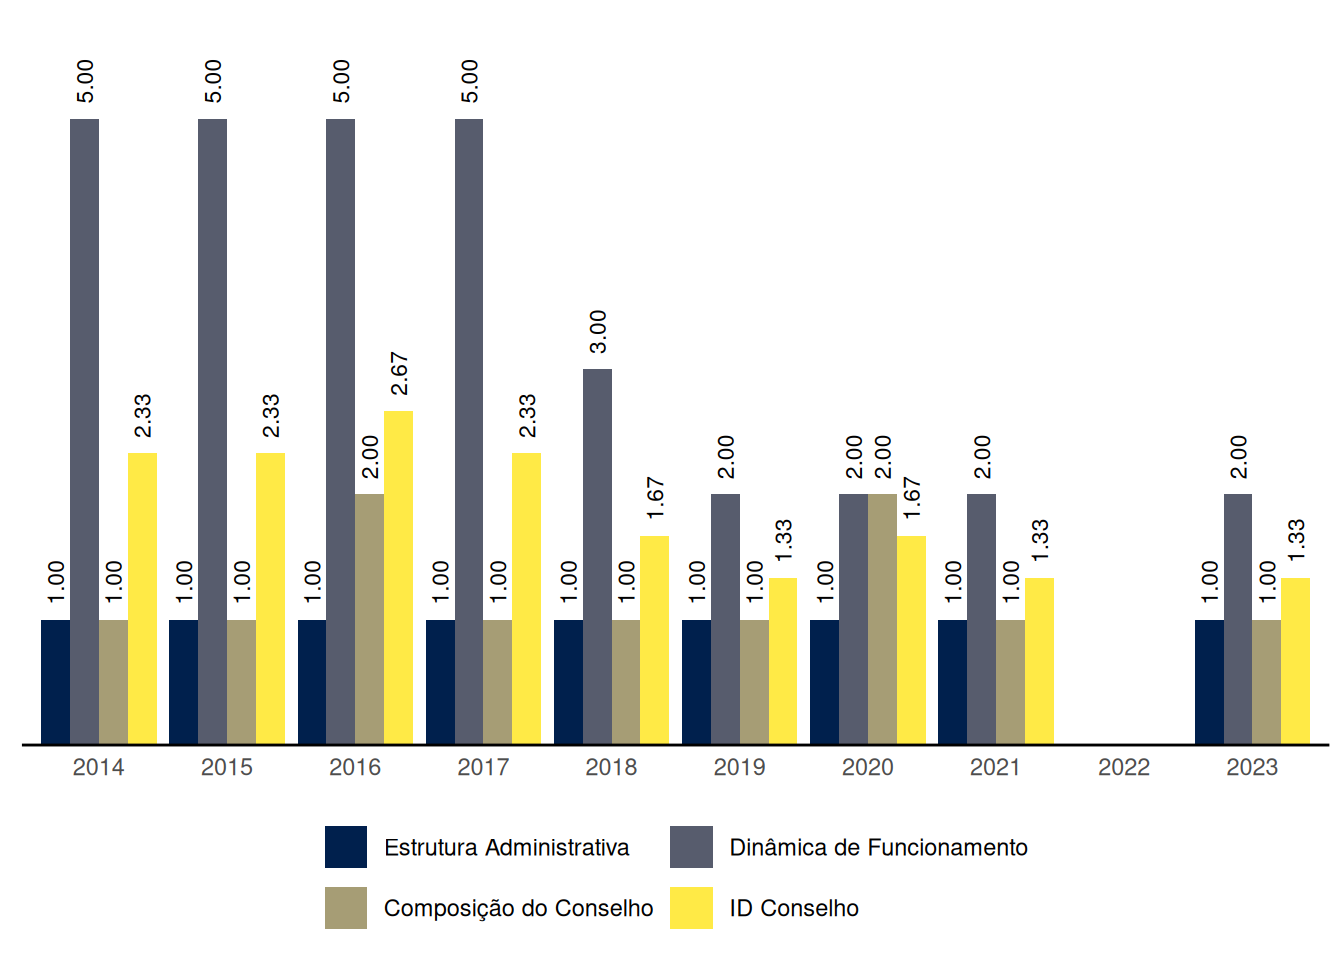 5.00 5.00 5.00 5.00
3.00
2.67
2.33 2.33 2.33
2.00 2.00 2.00 2.00 2.00 2.00
1.67 1.67
1.33 1.33 1.33
1.00 1.00 1.00 1.00 1.00 1.00 1.00 1.00 1.00 1.00 1.00 1.00 1.00 1.00 1.00 1.00
2014 2015 2016 2017 2018 2019 2020 2021 2022 2023
Estrutura Administrativa Dinâmica de Funcionamento
Composição do Conselho ID Conselho